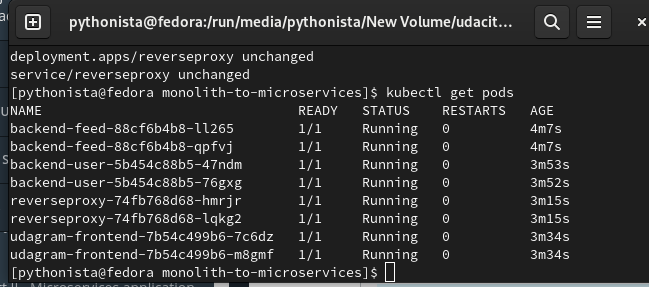 pythonista@fedora:/run/media/pythonista/New Volume/udacit...
deployment.apps/reverseproxy unchanged
service/reverseproxy unchanged
[pythonista@fedora monolith-to-microservices]$ kubectl get pods
NAME READY STATUS RESTARTS AGE
backend-feed-88cf6b4b8-ll265 1/1 Running 0 4m7s
backend-feed-88cf6b4b8-qpfvj 1/1 Running 0 4m7s
backend-user-5b454c88b5-47ndm 1/1 Running 0 3m53s
backend-user-5b454c88b5-76gxg 1/1 Running 0 3m52s
reverseproxy-74fb768d68-hmrjr 1/1 Running 0 3m15s
reverseproxy-74fb768d68-lqkg2 1/1 Running 0 3m15s
udagram-frontend-7b54c499b6-7c6dz 1/1 Running 0 3m34s
udagram-frontend-7b54c499b6-m8gmf 1/1 Running 0 3m34s
[pythonista@fedora monolith-to-microservices]$
Microservices application